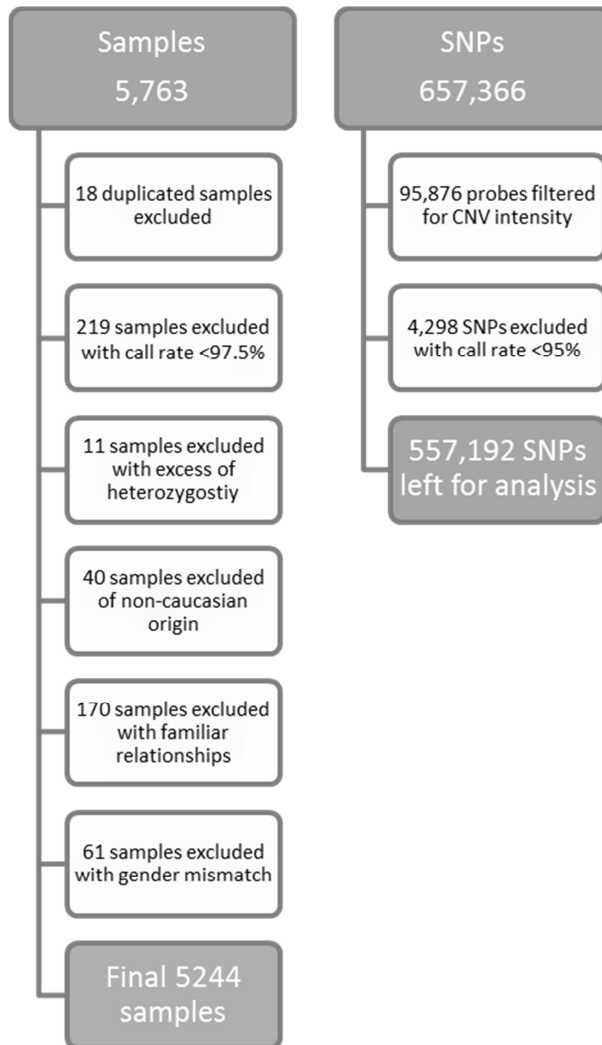 Samples
5,763
18 duplicated samples
excluded
219 samples excluded
with call rate <97.5%
11 samples excluded
with excess of
heterozygostiy
40 samples excluded
of non-caucasian
origin
170 samples excluded
with familiar
relationships
61 samples excluded
with gender mismatch
Final 5244
samples
SNPs
657,366
95,876 probes filtered
for CNV intensity
4,298 SNPs excluded
with call rate <95%
557,192 SNPs
left for analysis